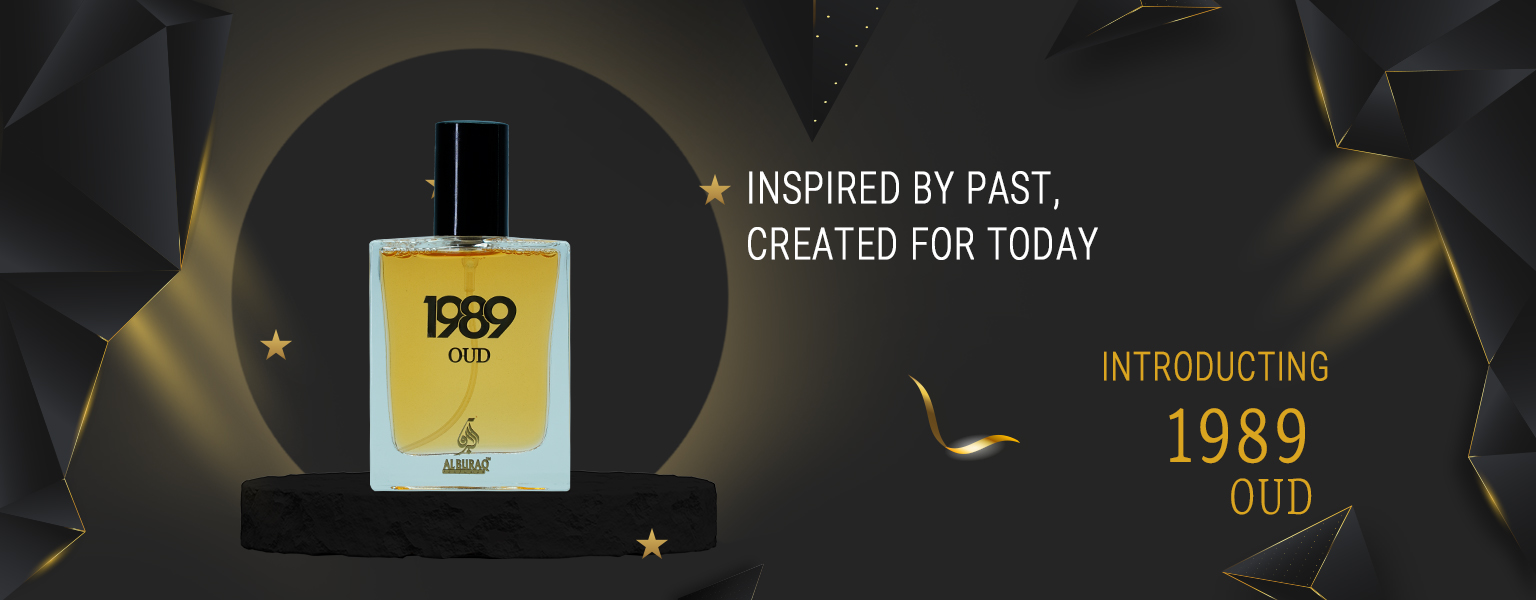 INSPIRED BY PAST,
CREATED FOR TODAY
1989
OUD
ALBURAQ
INTRODUCTING
1989
OUD